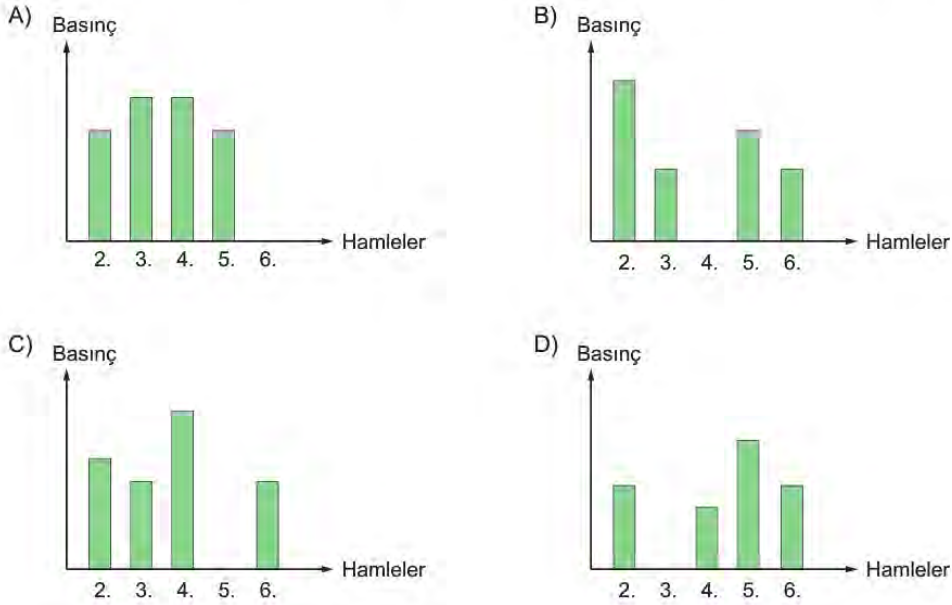 A)
Basınç
Hamleler
2. 3. 4. 5. 6.
B)
Basınç
Hamleler
2. 3. 4. 5. 6.
C)
Basınç
Hamleler
2. 3. 4. 5. 6.
D)
Basınç
Hamleler
2. 3. 4. 5. 6.